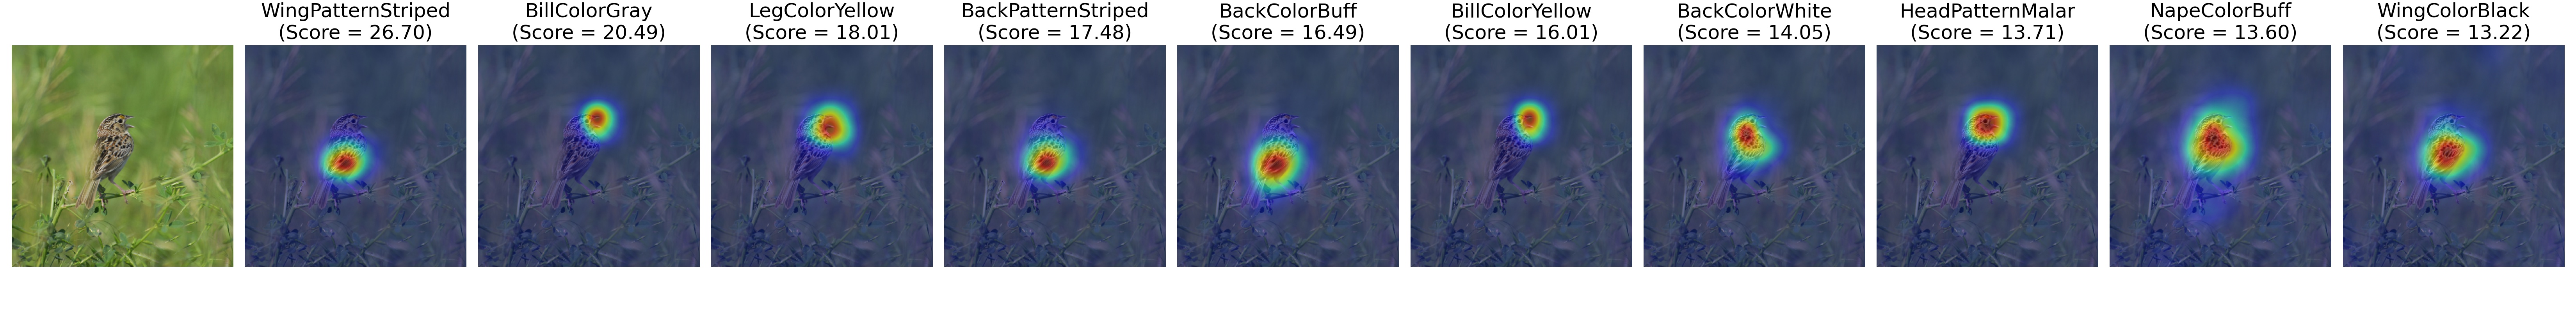 WingPatternStriped
(Score = 26.70)
BillColorGray
(Score = 20.49)
LegColorYellow
(Score = 18.01)
BackPatternStriped
(Score = 17.48)
BackColorBuff
(Score = 16.49)
BillColorYellow
(Score = 16.01)
BackColorWhite
(Score = 14.05)
HeadPatternMalar
(Score = 13.71)
NapeColorBuff
(Score = 13.60)
WingColorBlack
(Score = 13.22)